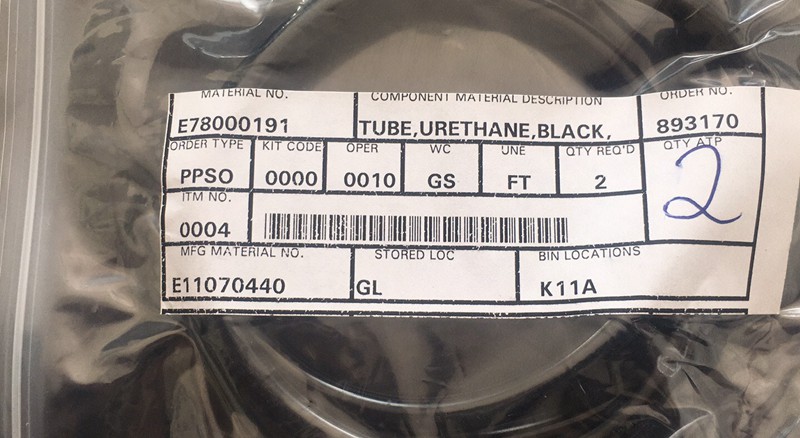 MATERIAL NO. COMPONENT MATERIAL DESCRIPTION ORDER NO.
E78000191 TUBE,URETHANE,BLACK, 893170
ORDER TYPE KIT CODE OPER WC UNE QTY REQ'D QTY ATP
PPSO 0000 0010 GS FT 2 2
ITM NO.
0004
MFG MATERIAL NO. STORED LOC BIN LOCATIONS
E11070440 GL K11A